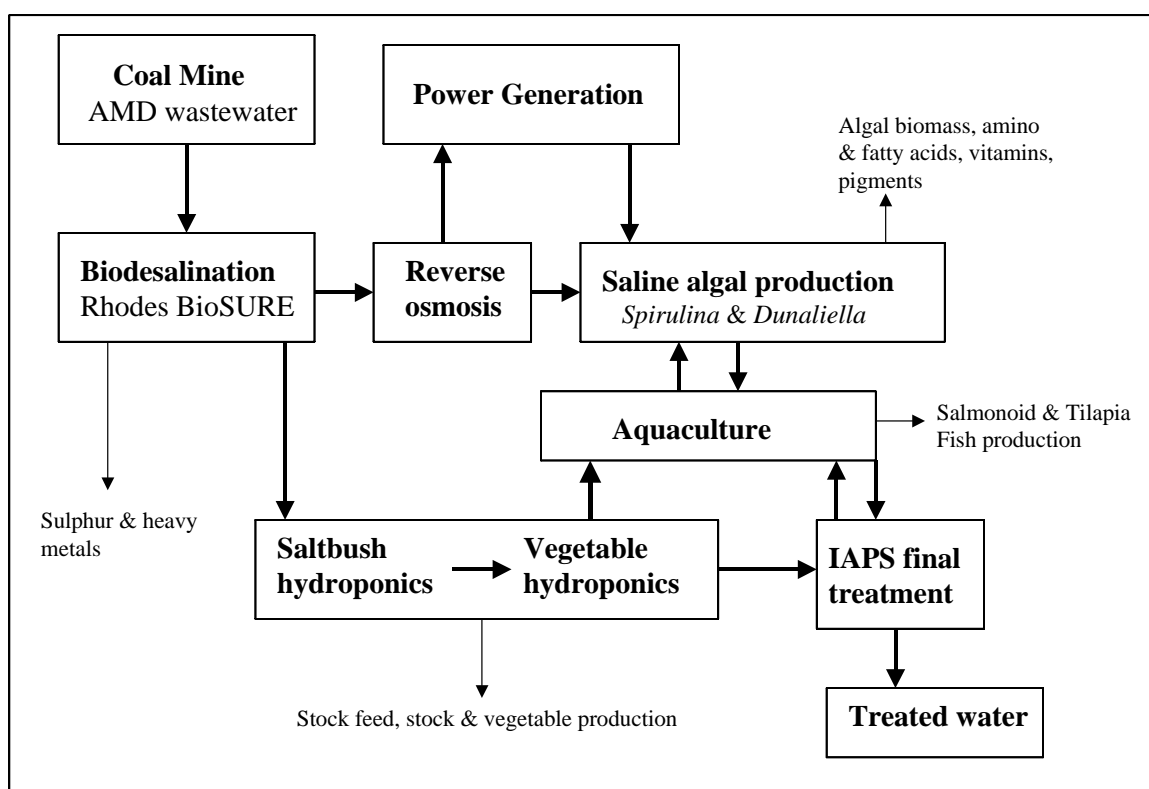 Coal Mine
AMD wastewater
Power Generation
Algal biomass, amino
& fatty acids, vitamins,
pigments
Biodesalination
Rhodes BioSURE
Reverse
osmosis
Saline algal production
Spirulina & Dunaliella
Aquaculture
Salmonoid & Tilapia
Fish production
Sulphur & heavy
metals
Saltbush
hydroponics
Vegetable
hydroponics
IAPS final
treatment
Stock feed, stock & vegetable production
Treated water